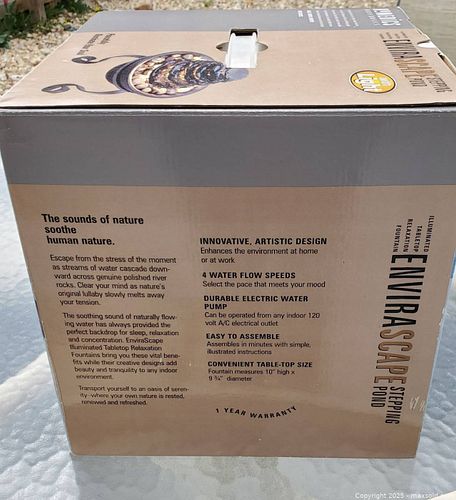 ENVIRASCAPE
Light
The sounds of nature
soothe
human nature.
Escape from the stress of the moment
as streams of water cascade down-
ward across genuine polished river
rocks. Clear your mind as nature's
original lullaby slowly melts away
your tension.
The soothing sound of naturally flow-
ing water has always provided the
perfect backdrop for sleep, relaxation
and concentration. EnviraScape
Illuminated Tabletop Relaxation
Fountains bring you these vital bene-
fits while their creative designs add
beauty and tranquility to any indoor
environment.
Transport yourself to an oasis of seren-
ity–where your own nature is rested,
renewed and refreshed.
INNOVATIVE, ARTISTIC DESIGN
Enhances the environment at home
or at work
4 WATER FLOW SPEEDS
Select the pace that meets your mood
DURABLE ELECTRIC WATER
PUMP
Can be operated from any indoor 120
volt A/C electrical outlet
EASY TO ASSEMBLE
Assembles in minutes with simple,
illustrated instructions
CONVENIENT TABLE-TOP SIZE
Fountain measures 10" high x
9 ¾" diameter
1 YEAR WARRANTY
ILLUMINATED
TABLETOP
RELAXATION
FOUNTAIN
ENVIRASCAPE
STEPPING
POND
Copyright 2025 - maxsold.com